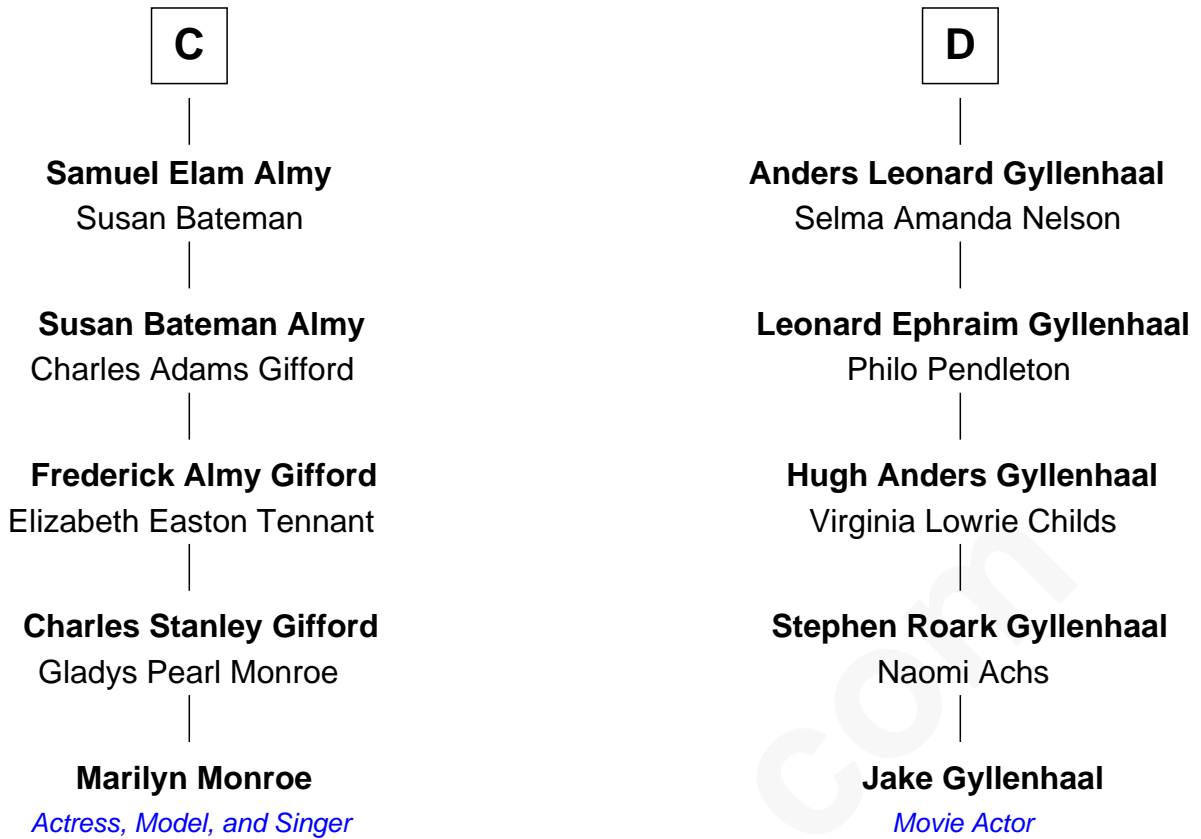 C
Samuel Elam Almy
Susan Bateman
Susan Bateman Almy
Charles Adams Gifford
Frederick Almy Gifford
Elizabeth Easton Tennant
Charles Stanley Gifford
Gladys Pearl Monroe
Marilyn Monroe
Actress, Model, and Singer
D
Anders Leonard Gyllenhaal
Selma Amanda Nelson
Leonard Ephraim Gyllenhaal
Philo Pendleton
Hugh Anders Gyllenhaal
Virginia Lowrie Childs
Stephen Roark Gyllenhaal
Naomi Achs
Jake Gyllenhaal
Movie Actor
com